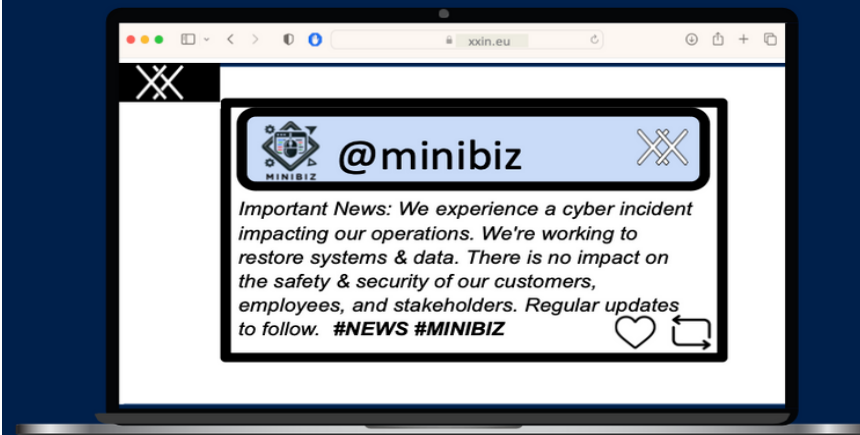 xxin.eu
XX
MINIBIZ
@minibiz
XX
Important News: We experience a cyber incident
impacting our operations. We're working to
restore systems & data. There is no impact on
the safety & security of our customers,
employees, and stakeholders. Regular updates
to follow. #NEWS #MINIBIZ